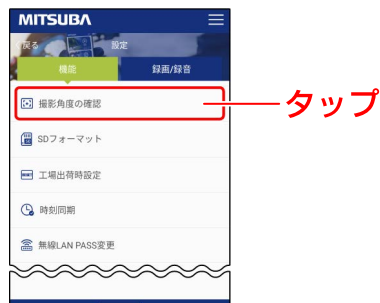 MITSUBA
戻る 設定
機能 録画/録音
撮影角度の確認
タップ
SDフォーマット
工場出荷時設定
時刻同期
無線LAN PASS変更